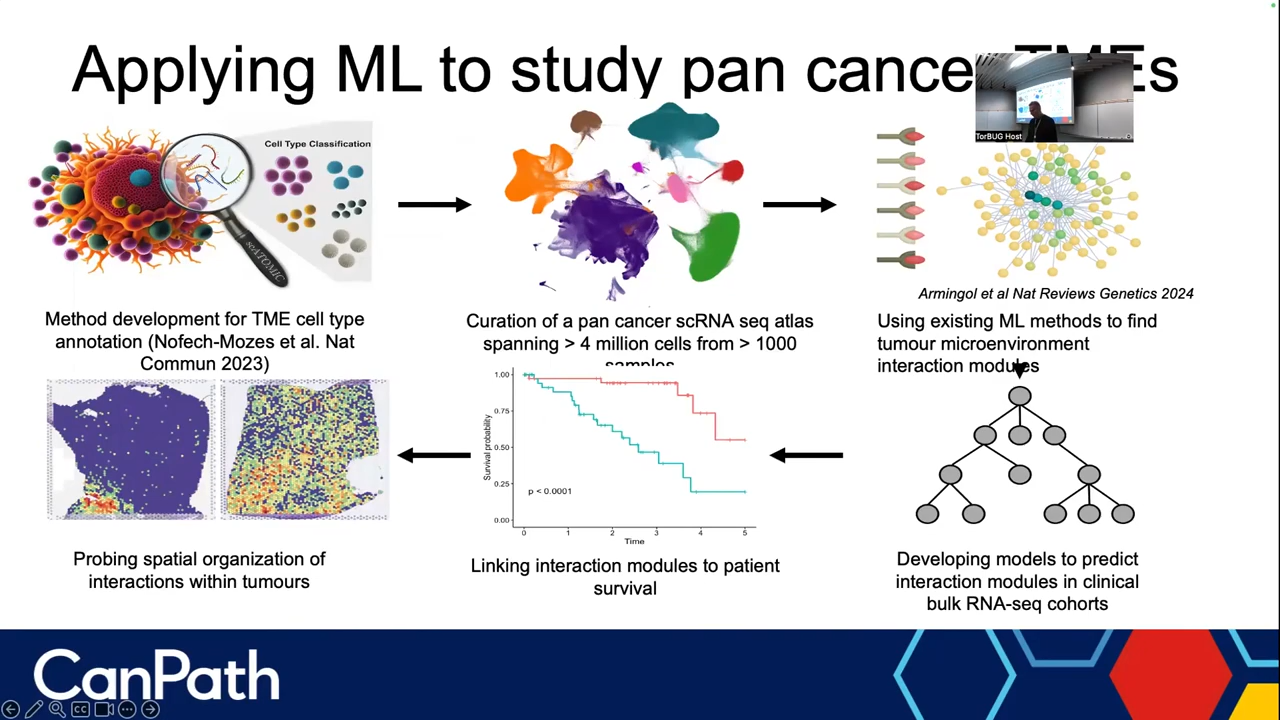 Applying ML to study pan cancer TMEs
TorBUG Host
Cell Type Classification
scATOMIC
Armingol et al Nat Reviews Genetics 2024
Method development for TME cell type
annotation (Nofech-Mozes et al. Nat
Commun 2023)
Curation of a pan cancer scRNA seq atlas
spanning > 4 million cells from > 1000
samples
Using existing ML methods to find
tumour microenvironment
interaction modules
1.00
0.75
0.50
0.25
0.00
Survival probability
p < 0.0001
0 1 2 3 4 5
Time
Probing spatial organization of
interactions within tumours
Linking interaction modules to patient
survival
Developing models to predict
interaction modules in clinical
bulk RNA-seq cohorts
CanPath
CC